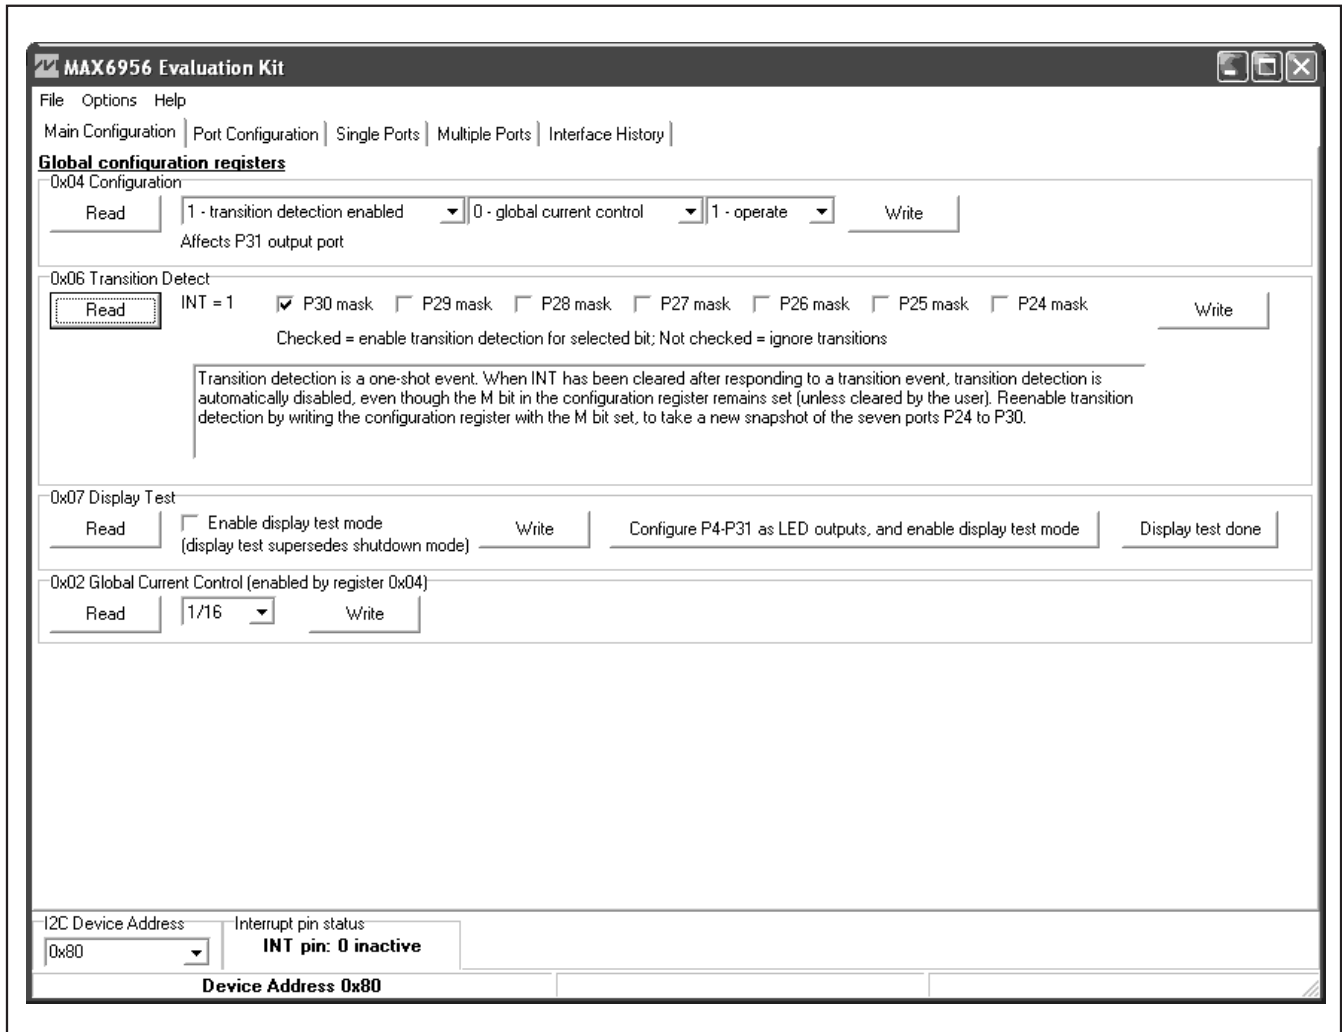 MAX6956 Evaluation Kit
File Options Help
Main Configuration Port Configuration Single Ports Multiple Ports Interface History
Global configuration registers
0x04 Configuration
Read 1 - transition detection enabled 0 - global current control 1 - operate Write
Affects P31 output port
0x06 Transition Detect
Read INT = 1 P30 mask P29 mask P28 mask P27 mask P26 mask P25 mask P24 mask Write
Checked = enable transition detection for selected bit; Not checked = ignore transitions
Transition detection is a one-shot event. When INT has been cleared after responding to a transition event, transition detection is
automatically disabled, even though the M bit in the configuration register remains set (unless cleared by the user). Reenable transition
detection by writing the configuration register with the M bit set, to take a new snapshot of the seven ports P24 to P30.
0x07 Display Test
Read Enable display test mode Write Configure P4-P31 as LED outputs, and enable display test mode Display test done
(display test supersedes shutdown mode)
0x02 Global Current Control (enabled by register 0x04)
Read 1/16 Write
I2C Device Address Interrupt pin status
0x80 INT pin: 0 inactive
Device Address 0x80